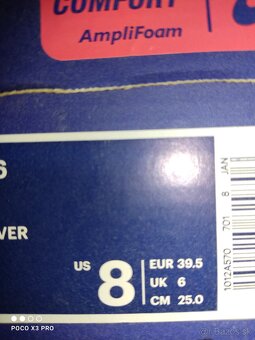 COMFORT
AmpliFoam
S
VER
US 8
EUR 39.5
UK 6
CM 25.0
1012A570 701 8 JAN
POCO X3 PRO